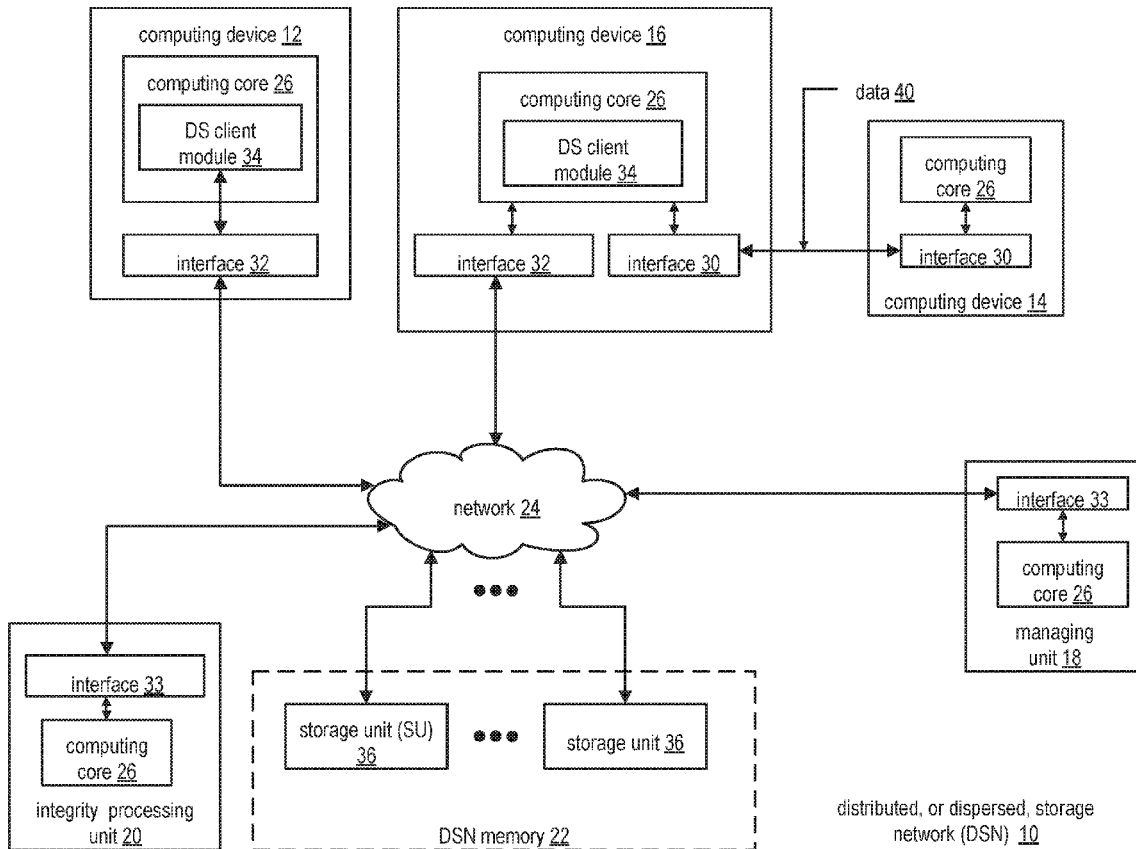 computing device 12
computing core 26
DS client
module 34
interface 32
computing device 16
computing core 26
DS client
module 34
interface 32
interface 30
data 40
computing
core 26
interface 30
computing device 14
network 24
interface 33
computing
core 26
managing
unit 18
interface 33
computing
core 26
integrity processing
unit 20
storage unit (SU)
36
storage unit 36
DSN memory 22
distributed, or dispersed, storage
network (DSN) 10